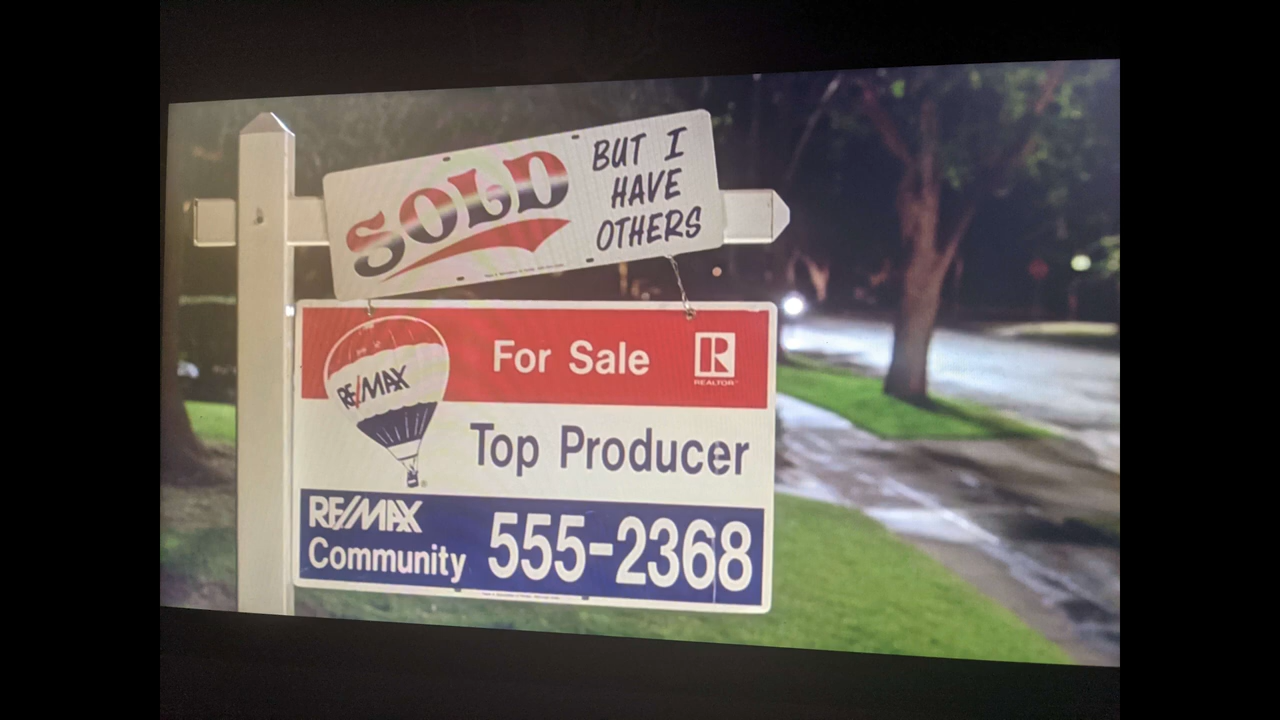 SOLD
BUT I
HAVE
OTHERS
RE/MAX
For Sale
R
REALTOR
Top Producer
RE/MAX
Community
555-2368